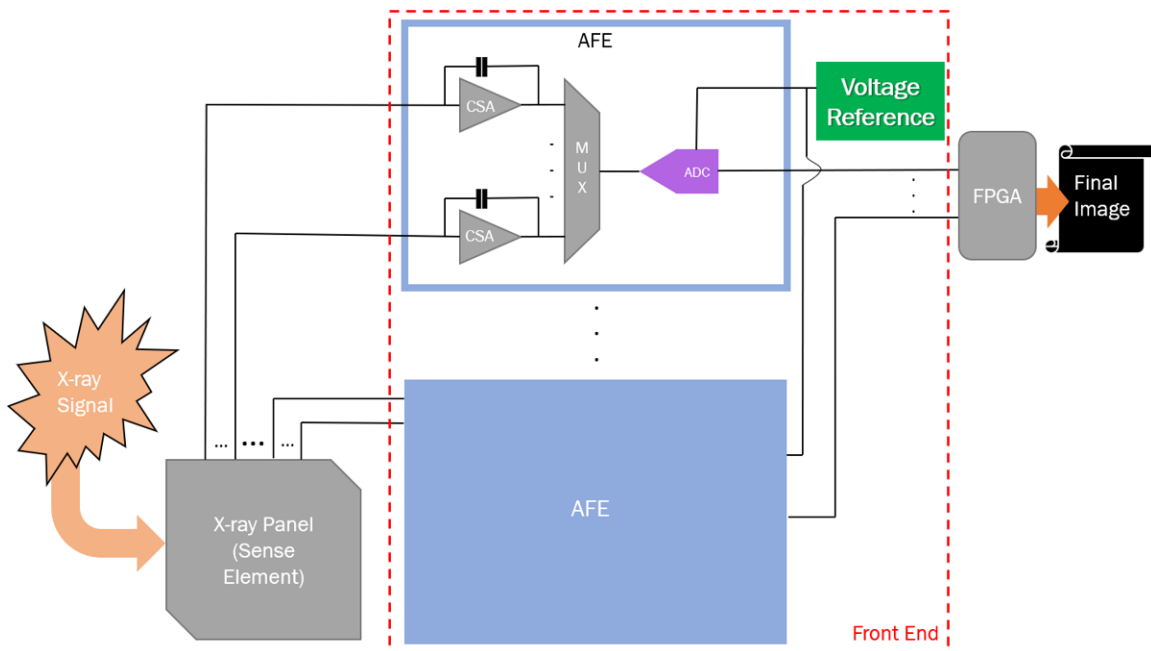 AFE
CSA
CSA
M
U
X
ADC
Voltage
Reference
FPGA
Final
Image
X-ray
Signal
X-ray Panel
(Sense
Element)
AFE
Front End